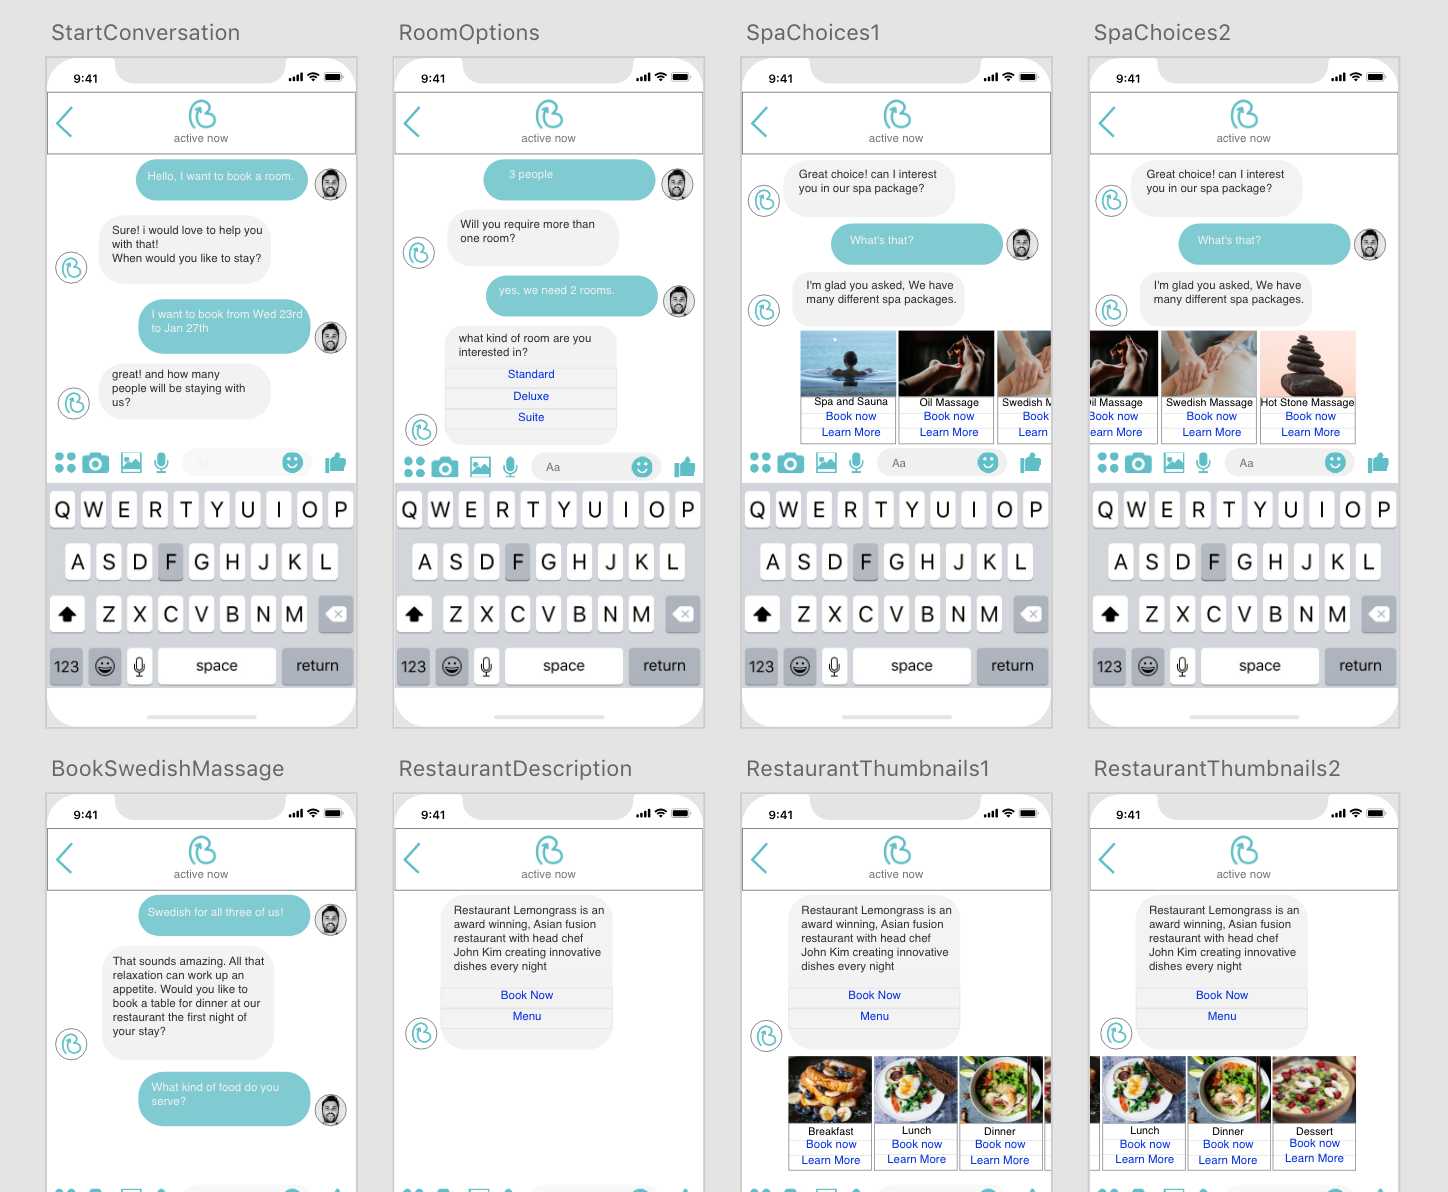 StartConversation
9:41
active now
Hello, I want to book a room.
Sure! i would love to help you
with that!
When would you like to stay?
I want to book from Wed 23rd
to Jan 27th
great! and how many
people will be staying with
us?
Aa
Q W E R T Y U I O P
A S D F G H J K L
Z X C V B N M
123 space return
RoomOptions
9:41
active now
3 people
Will you require more than
one room?
yes, we need 2 rooms.
what kind of room are you
interested in?
Standard
Deluxe
Suite
Aa
Q W E R T Y U I O P
A S D F G H J K L
Z X C V B N M
123 space return
SpaChoices1
9:41
active now
Great choice! can I interest
you in our spa package?
What's that?
I'm glad you asked, We have
many different spa packages.
Spa and Sauna
Book now
Learn More
Oil Massage
Book now
Learn More
Swedish M
Book
Learn
Aa
Q W E R T Y U I O P
A S D F G H J K L
Z X C V B N M
123 space return
SpaChoices2
9:41
active now
Great choice! can I interest
you in our spa package?
What's that?
I'm glad you asked, We have
many different spa packages.
il Massage
Book now
earn More
Swedish Massage
Book now
Learn More
Hot Stone Massage
Book now
Learn More
Aa
Q W E R T Y U I O P
A S D F G H J K L
Z X C V B N M
123 space return
BookSwedishMassage
9:41
active now
Swedish for all three of us!
That sounds amazing. All that
relaxation can work up an
appetite. Would you like to
book a table for dinner at our
restaurant the first night of
your stay?
What kind of food do you
serve?
RestaurantDescription
9:41
active now
Restaurant Lemongrass is an
award winning, Asian fusion
restaurant with head chef
John Kim creating innovative
dishes every night
Book Now
Menu
RestaurantThumbnails1
9:41
active now
Restaurant Lemongrass is an
award winning, Asian fusion
restaurant with head chef
John Kim creating innovative
dishes every night
Book Now
Menu
Breakfast
Book now
Learn More
Lunch
Book now
Learn More
Dinner
Book now
Learn More
RestaurantThumbnails2
9:41
active now
Restaurant Lemongrass is an
award winning, Asian fusion
restaurant with head chef
John Kim creating innovative
dishes every night
Book Now
Menu
Lunch
Book now
Learn More
Dinner
Book now
Learn More
Dessert
Book now
Learn More